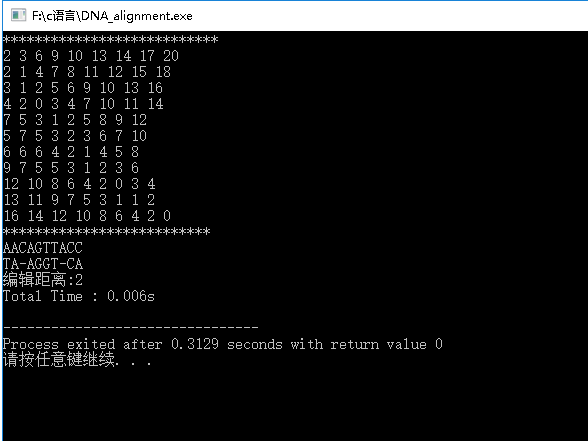 F:\c语言\DNA_alignment.exe
***************************
2 3 6 9 10 13 14 17 20
2 1 4 7 8 11 12 15 18
3 1 2 5 6 9 10 13 16
4 2 0 3 4 7 10 11 14
7 5 3 1 2 5 8 9 12
5 7 5 3 2 3 6 7 10
6 6 6 4 2 1 4 5 8
9 7 5 5 3 1 2 3 6
12 10 8 6 4 2 0 3 4
13 11 9 7 5 3 1 1 2
16 14 12 10 8 6 4 2 0
**************************
AACAGTTACC
TA-AGGT-CA
编辑距离:2
Total Time : 0.006s
--------------------------------
Process exited after 0.3129 seconds with return value 0
请按任意键继续. . .